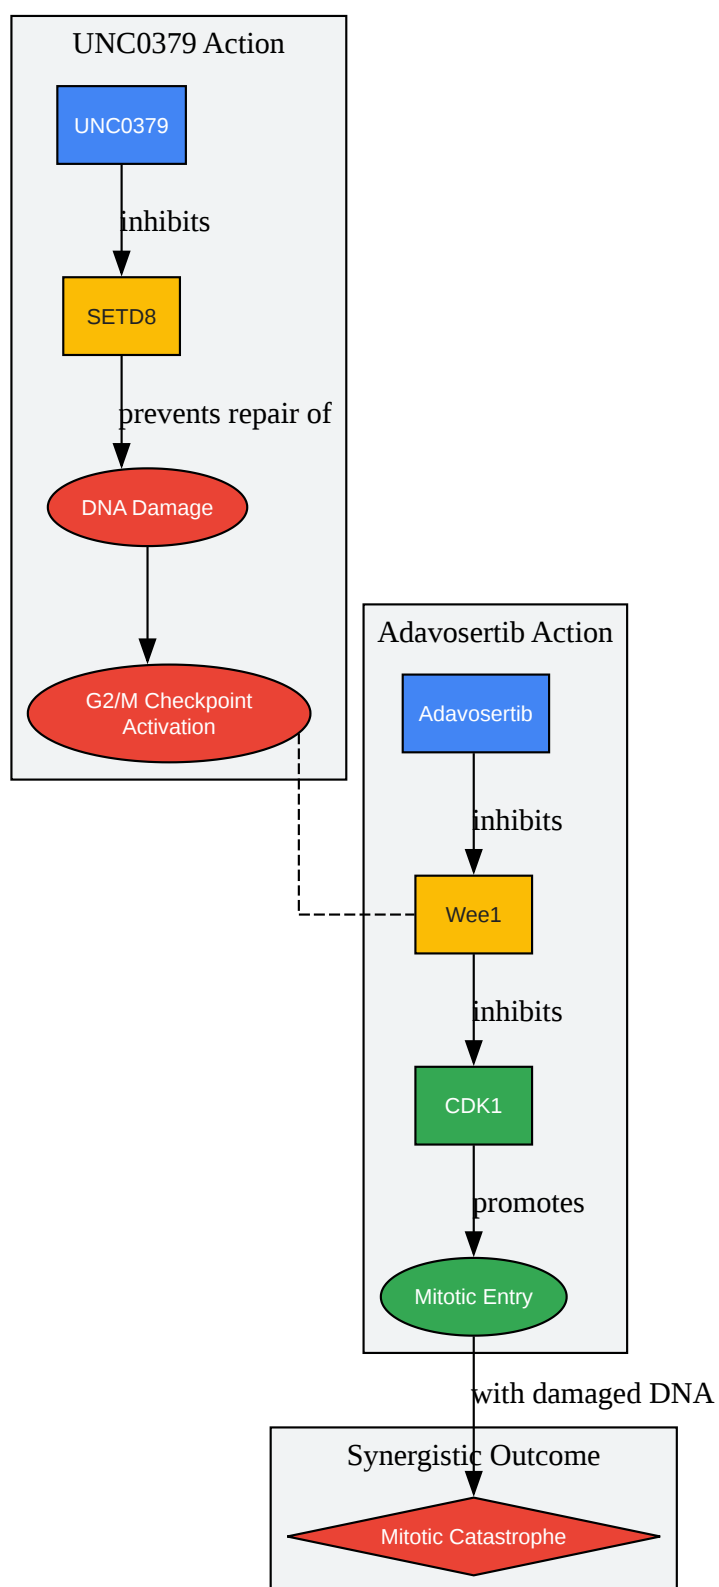 UNC0379 Action
UNC0379
inhibits
SETD8
prevents repair of
DNA Damage
G2/M Checkpoint
Activation
Adavosertib Action
Adavosertib
inhibits
Wee1
inhibits
CDK1
promotes
Mitotic Entry
with damaged DNA
Synergistic Outcome
Mitotic Catastrophe